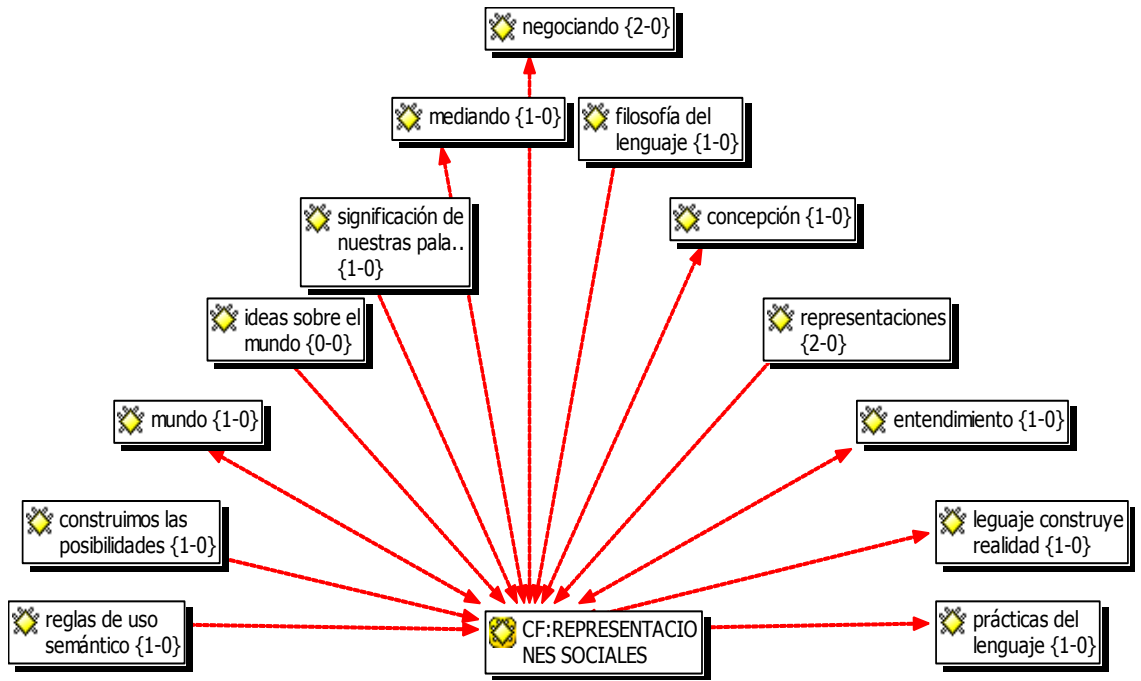 negociando {2-0}
mediando {1-0}
filosofía del
lenguaje {1-0}
significación de
nuestras pala..
{1-0}
concepción {1-0}
ideas sobre el
mundo {0-0}
representaciones
{2-0}
mundo {1-0}
entendimiento {1-0}
construimos las
posibilidades {1-0}
leguaje construye
realidad {1-0}
reglas de uso
semántico {1-0}
CF:REPRESENTACIO
NES SOCIALES
prácticas del
lenguaje {1-0}